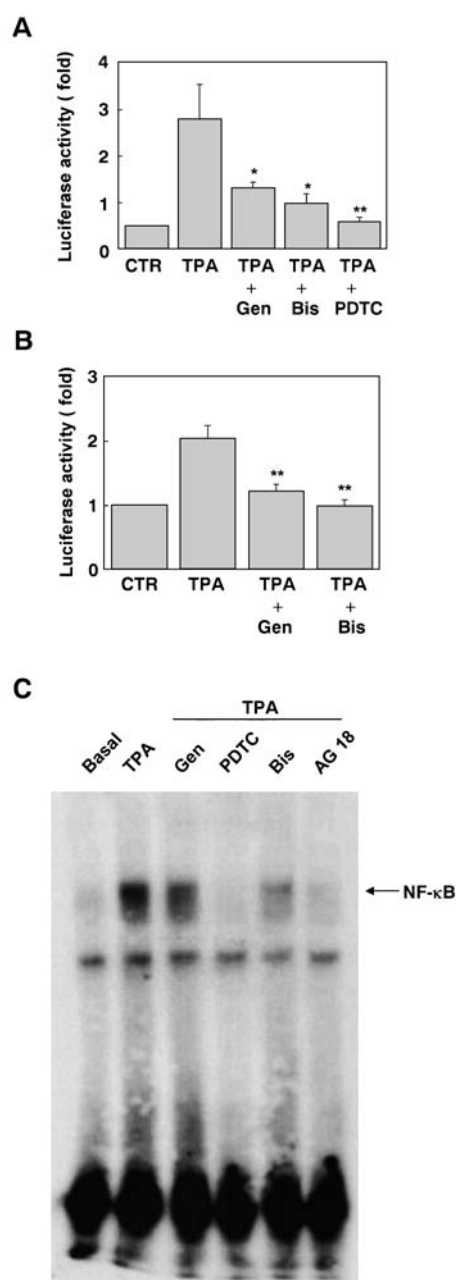 A
Luciferase activity ( fold)
4
3
2
1
0
*
*
**
CTR TPA TPA TPA TPA
+ + +
Gen Bis PDTC
B
Luciferase activity ( fold)
3
2
1
0
**
**
CTR TPA TPA TPA
+ +
Gen Bis
C
TPA
Basal TPA Gen PDTC Bis AG 18
NF-κB